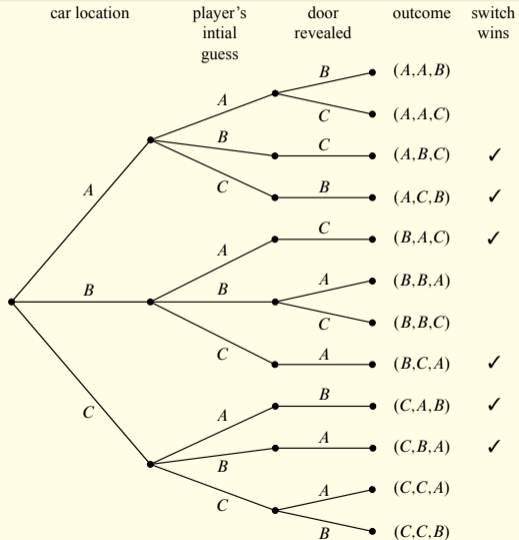 car location player's door outcome switch
intial revealed wins
guess
B (A,A,B)
A
C (A,A,C)
B C (A,B,C) ✓
A C B (A,C,B) ✓
C (B,A,C) ✓
A
B B A (B,B,A)
C (B,B,C)
C A (B,C,A) ✓
B (C,A,B) ✓
C A
A (C,B,A) ✓
B
C A (C,C,A)
B (C,C,B)